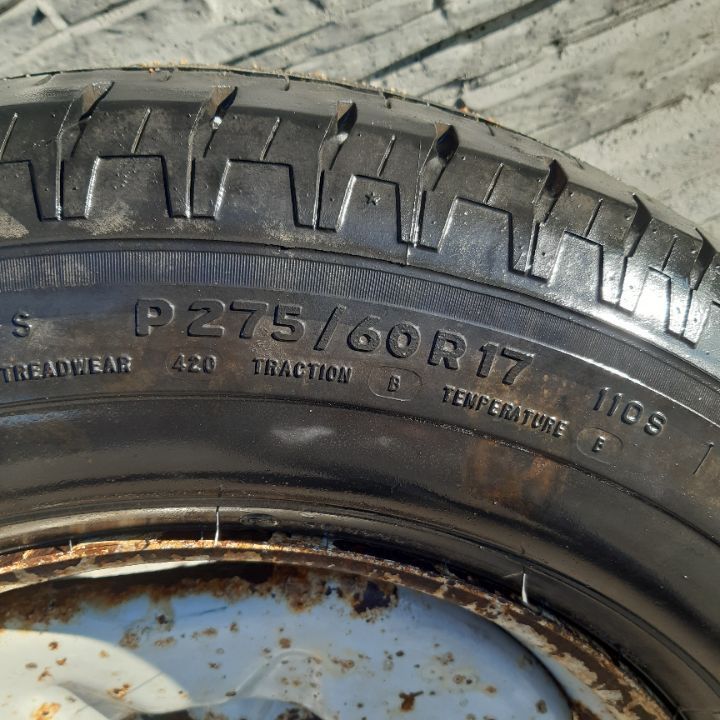 S P275/60R17 110S
TREADWEAR 420 TRACTION B TEMPERATURE B